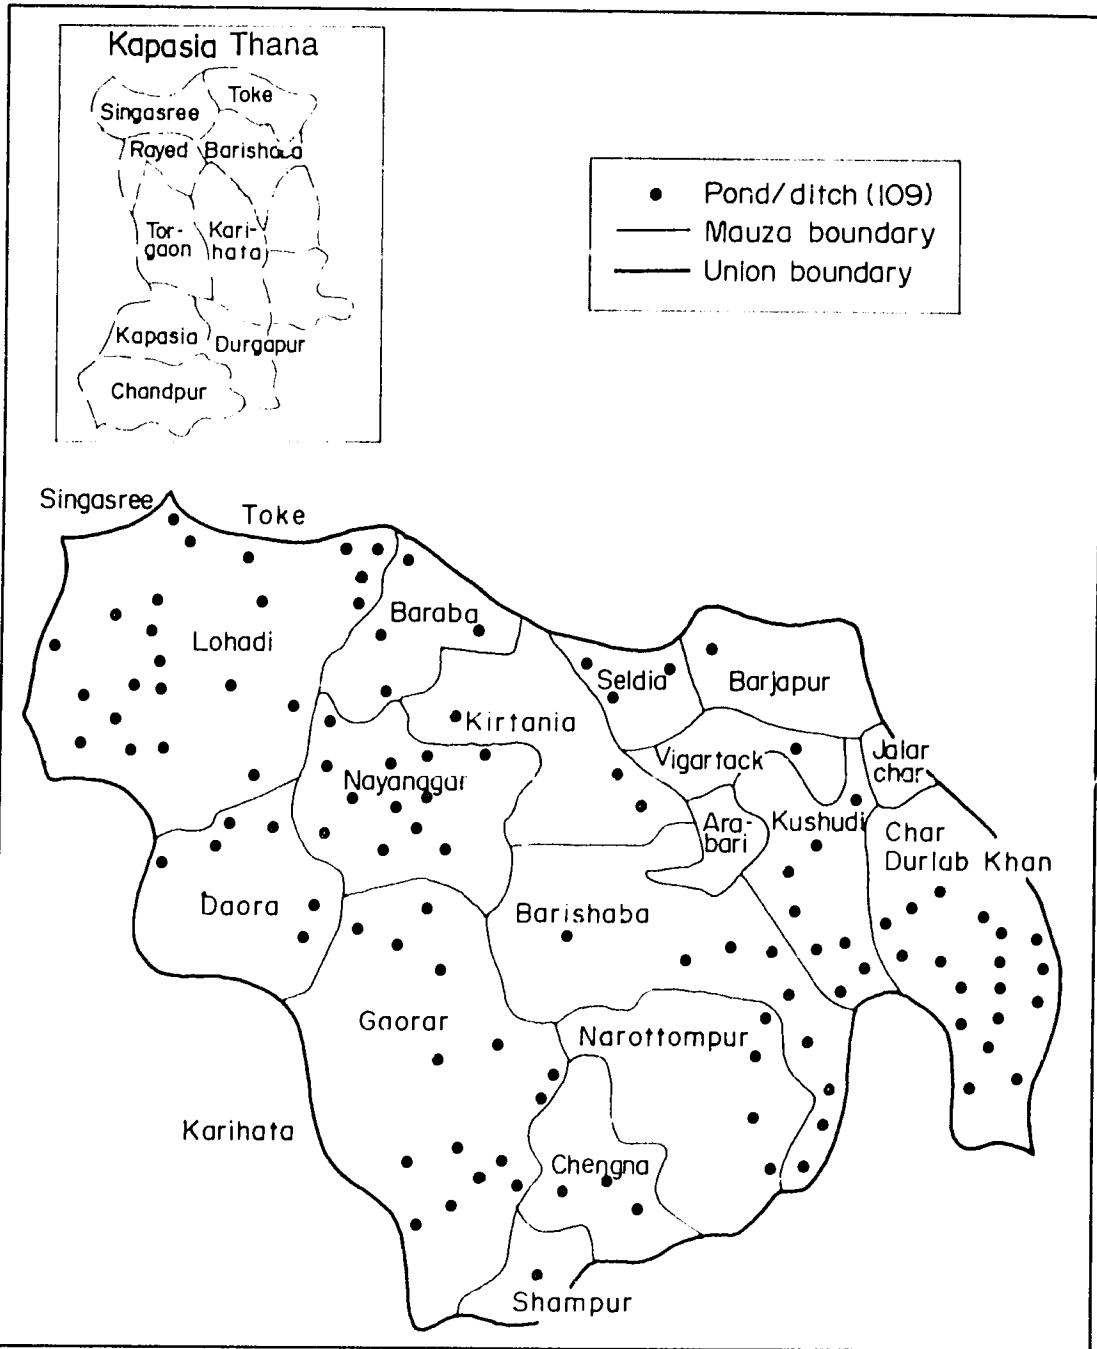 Kapasia Thana
Toke
Singasree
Rayed
Barishaba
Tor-
gaon
Kari-
hata
Kapasia
Durgapur
Chandpur
Pond/ditch (109)
Mauza boundary
Union boundary
Singasree
Toke
Baraba
Lohadi
Seldia
Barjapur
Kirtania
Vigartack
Jalar
char
Nayanggar
Ara-
bari
Kushudi
Char
Durlab Khan
Daora
Barishaba
Gaorar
Narottompur
Karihata
Chengna
Shampur